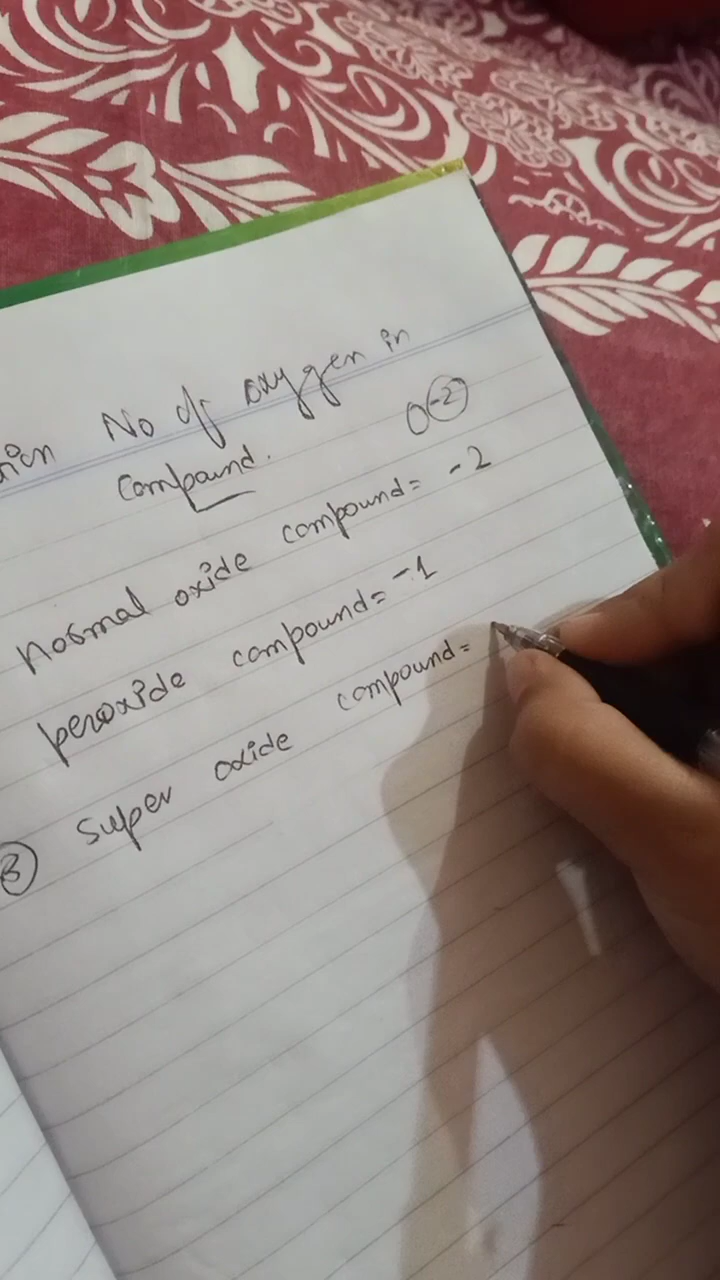 No of oxygen in
compound. O -2
Normal oxide compound= -2
peroxide compound= -1
3 Super oxide compound=